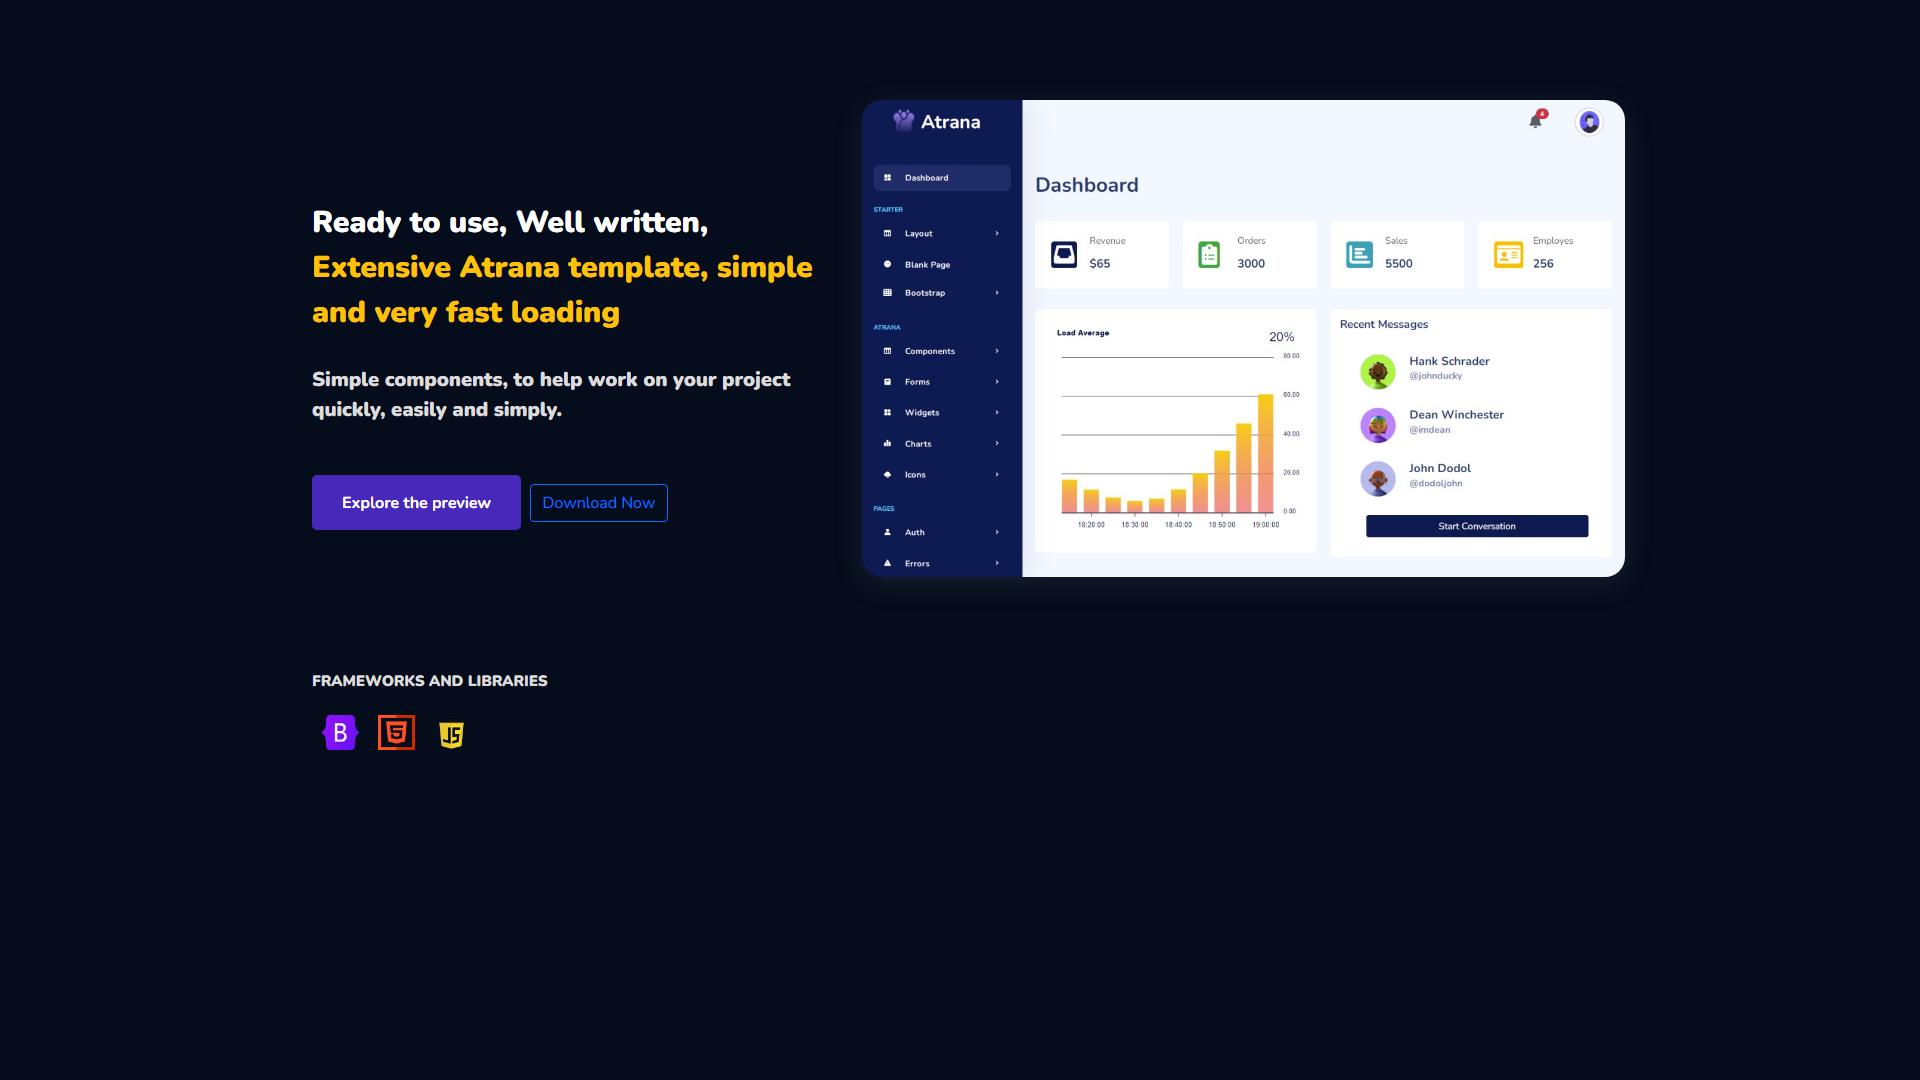 Ready to use, Well written,
Extensive Atrana template, simple
and very fast loading
Simple components, to help work on your project
quickly, easily and simply.
Explore the preview
Download Now
FRAMEWORKS AND LIBRARIES
B
5
JS
Atrana
Dashboard
STARTER
Layout
Blank Page
Bootstrap
ATRANA
Components
Forms
Widgets
Charts
Icons
PAGES
Auth
Errors
4
Dashboard
Revenue
$65
Orders
3000
Sales
5500
Employes
256
Load Average
20%
80.00
60.00
40.00
20.00
0.00
18:20:00 18:30:00 18:40:00 18:50:00 19:00:00
Recent Messages
Hank Schrader
@johnducky
Dean Winchester
@imdean
John Dodol
@dodoljohn
Start Conversation